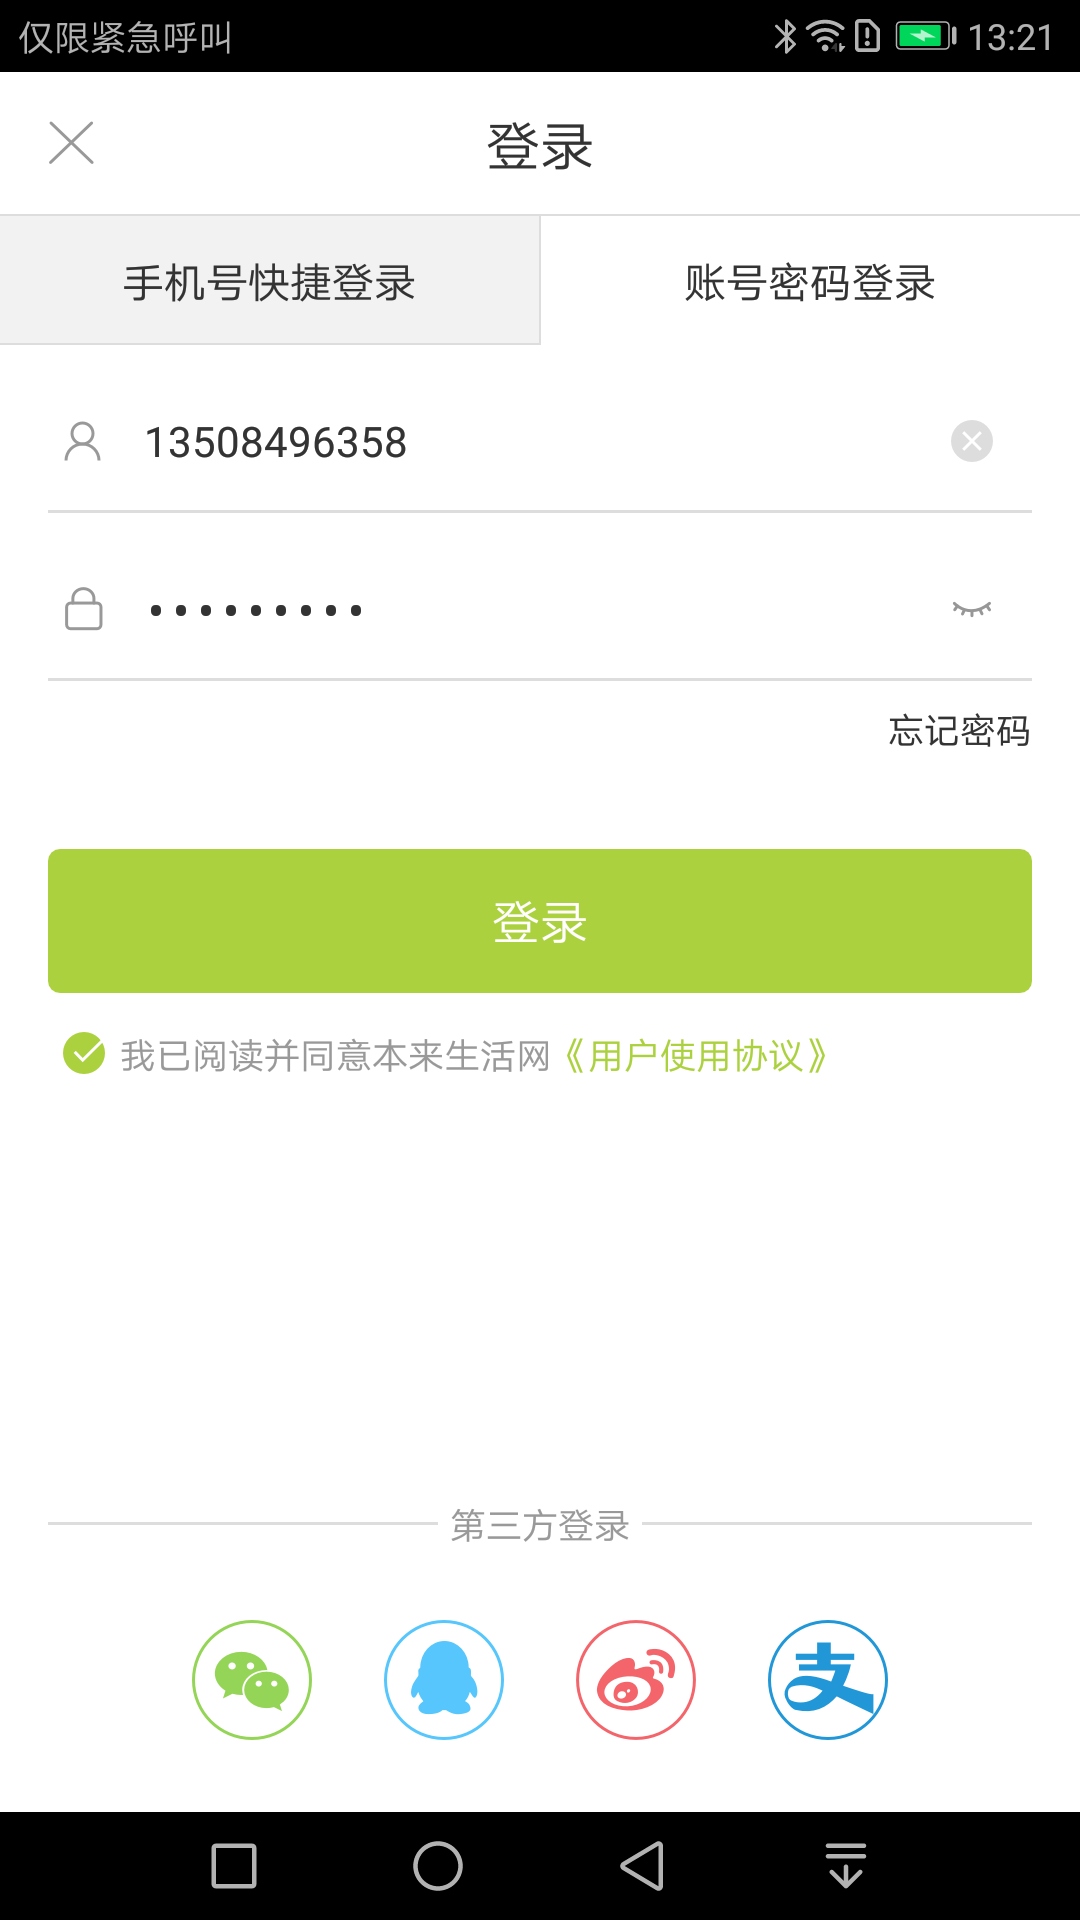 仅限紧急呼叫 13:21
登录
手机号快捷登录 账号密码登录
13508496358
•••••••••
忘记密码
登录
我已阅读并同意本来生活网《用户使用协议》
第三方登录
支